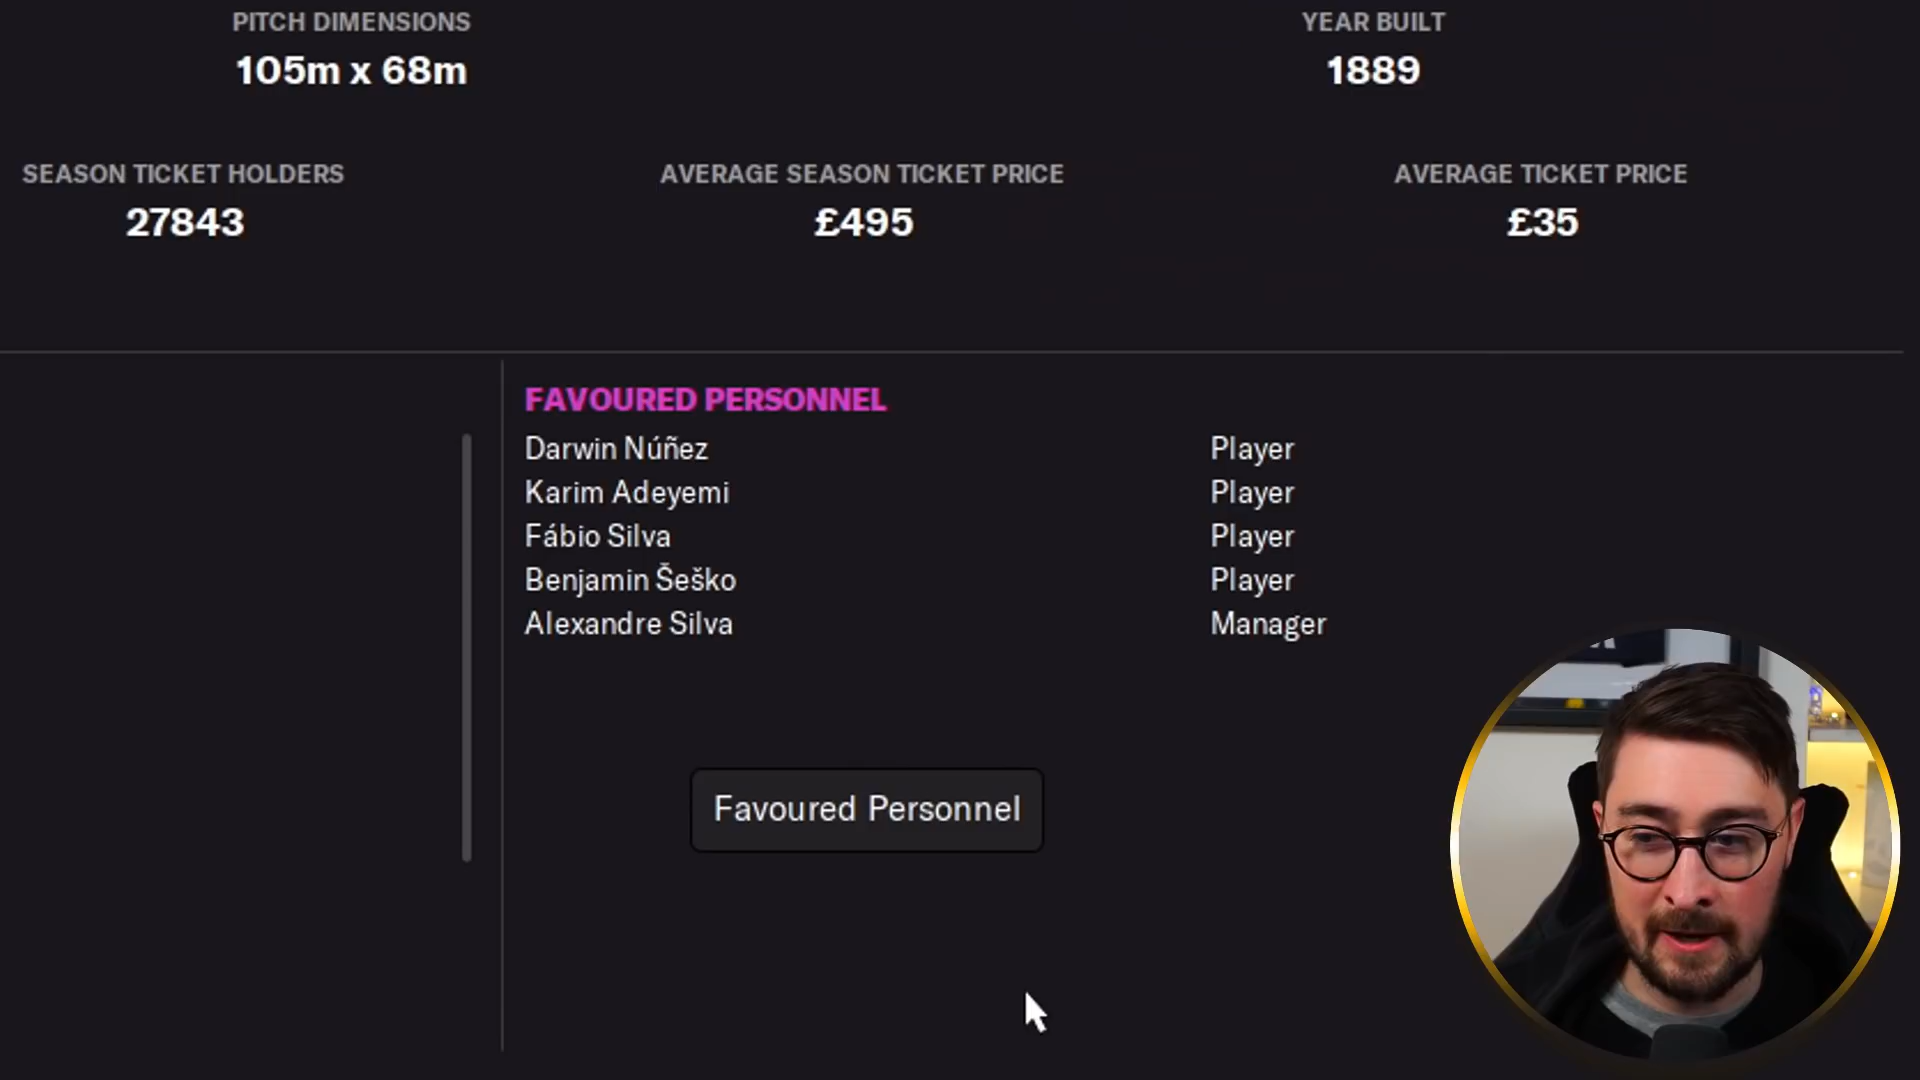 PITCH DIMENSIONS
YEAR BUILT
105m x 68m
1889
SEASON TICKET HOLDERS
AVERAGE SEASON TICKET PRICE
AVERAGE TICKET PRICE
27843
£495
£35
FAVOURED PERSONNEL
Darwin Núñez Player
Karim Adeyemi Player
Fábio Silva Player
Benjamin Šeško Player
Alexandre Silva Manager
Favoured Personnel